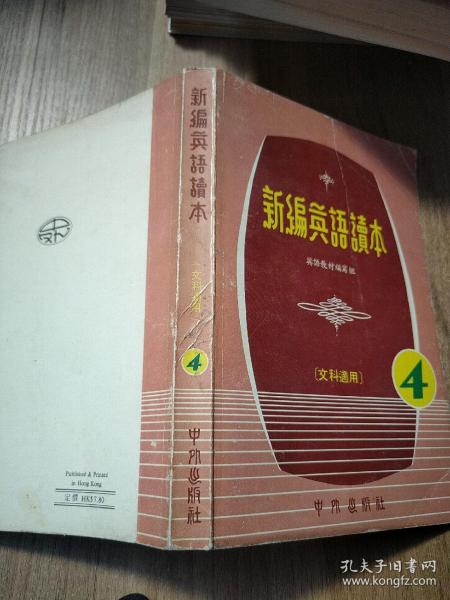 新編英語讀本
英語教材編寫組
〔文科適用〕
4
中外出版社
新編英語讀本
〔文科適用〕
4
中外出版社
Published & Printed
in Hong Kong
定價 HK$7.80
孔夫子旧书网
www.kongfz.com